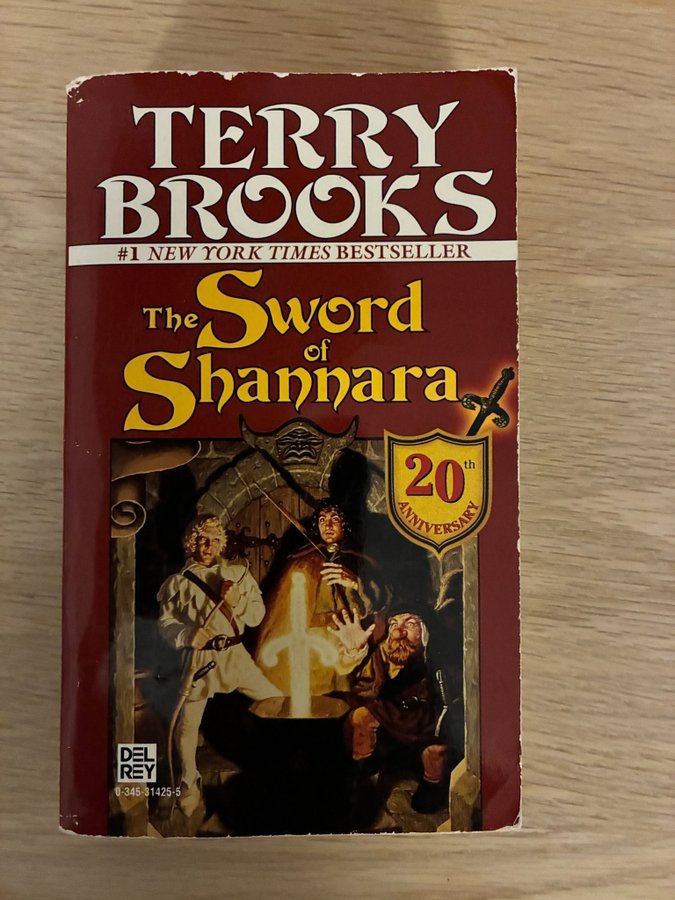 TERRY
BROOKS
#1 NEW YORK TIMES BESTSELLER
The Sword
of
Shannara
20th
ANNIVERSARY
DEL
REY
0-345-31425-5